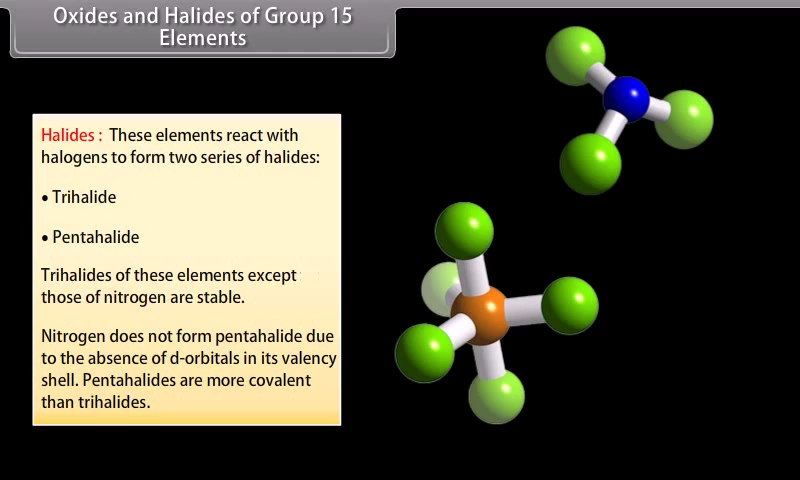 Oxides and Halides of Group 15
Elements
Halides : These elements react with
halogens to form two series of halides:
• Trihalide
• Pentahalide
Trihalides of these elements except
those of nitrogen are stable.
Nitrogen does not form pentahalide due
to the absence of d-orbitals in its valency
shell. Pentahalides are more covalent
than trihalides.